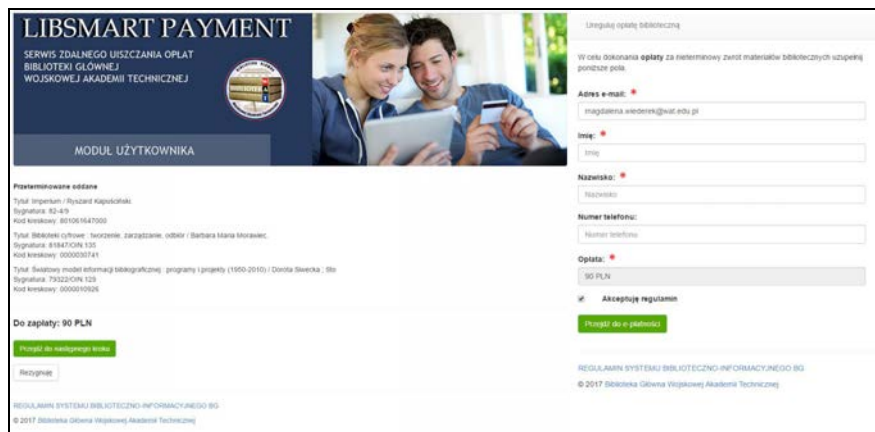 LIBSMART PAYMENT
SERWIS ZDALNEGO UISZCZANIA OPŁAT
BIBLIOTEKI GŁÓWNEJ
WOJSKOWEJ AKADEMII TECHNICZNEJ
BIBLIOTEKA
MODUŁ UŻYTKOWNIKA
Przeterminowane oddane
Tytuł: Imperium / Ryszard Kapuściński
Sygnatura: 82-4/9
Kod kreskowy: 801061647000
Tytuł: Biblioteki cyfrowe : tworzenie, zarządzanie, odbiór / Barbara Maria Morawiec,
Sygnatura: 81847/OIN 135
Kod kreskowy: 0000030741
Tytuł: Światowy model informacji bibliograficznej : programy i projekty (1950-2010) / Dorota Siwecka ; Sto
Sygnatura: 79322/OIN 129
Kod kreskowy: 0000010926
Do zapłaty: 90 PLN
Przejdź do następnego kroku
Rezygnuję
REGULAMIN SYSTEMU BIBLIOTECZNO-INFORMACYJNEGO BG
© 2017 Biblioteka Główna Wojskowej Akademii Technicznej
Ureguluj opłatę biblioteczną
W celu dokonania opłaty za nieterminowy zwrot materiałów bibliotecznych uzupełnij
poniższe pola.
Adres e-mail: *
magdalena.wiederek@wat.edu.pl
Imię: *
Imię
Nazwisko: *
Nazwisko
Numer telefonu:
Numer telefonu
Opłata: *
90 PLN
Akceptuję regulamin
Przejdź do e-płatności
REGULAMIN SYSTEMU BIBLIOTECZNO-INFORMACYJNEGO BG
© 2017 Biblioteka Główna Wojskowej Akademii Technicznej